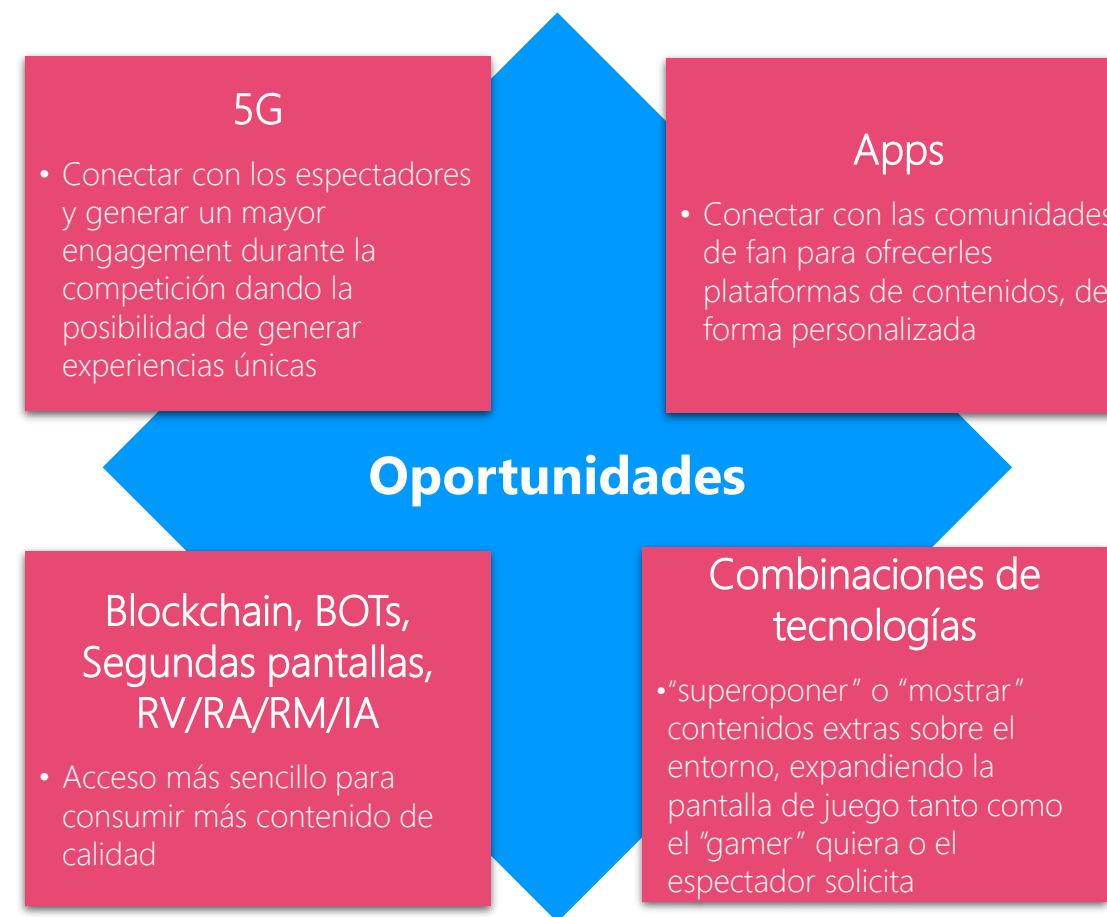 5G
• Conectar con los espectadores
y generar un mayor
engagement durante la
competición dando la
posibilidad de generar
experiencias únicas
Apps
• Conectar con las comunidades
de fan para ofrecerles
plataformas de contenidos, de
forma personalizada
Oportunidades
Blockchain, BOTs,
Segundas pantallas,
RV/RA/RM/IA
• Acceso más sencillo para
consumir más contenido de
calidad
Combinaciones de
tecnologías
•“superoponer” o “mostrar”
contenidos extras sobre el
entorno, expandiendo la
pantalla de juego tanto como
el “gamer” quiera o el
espectador solicita